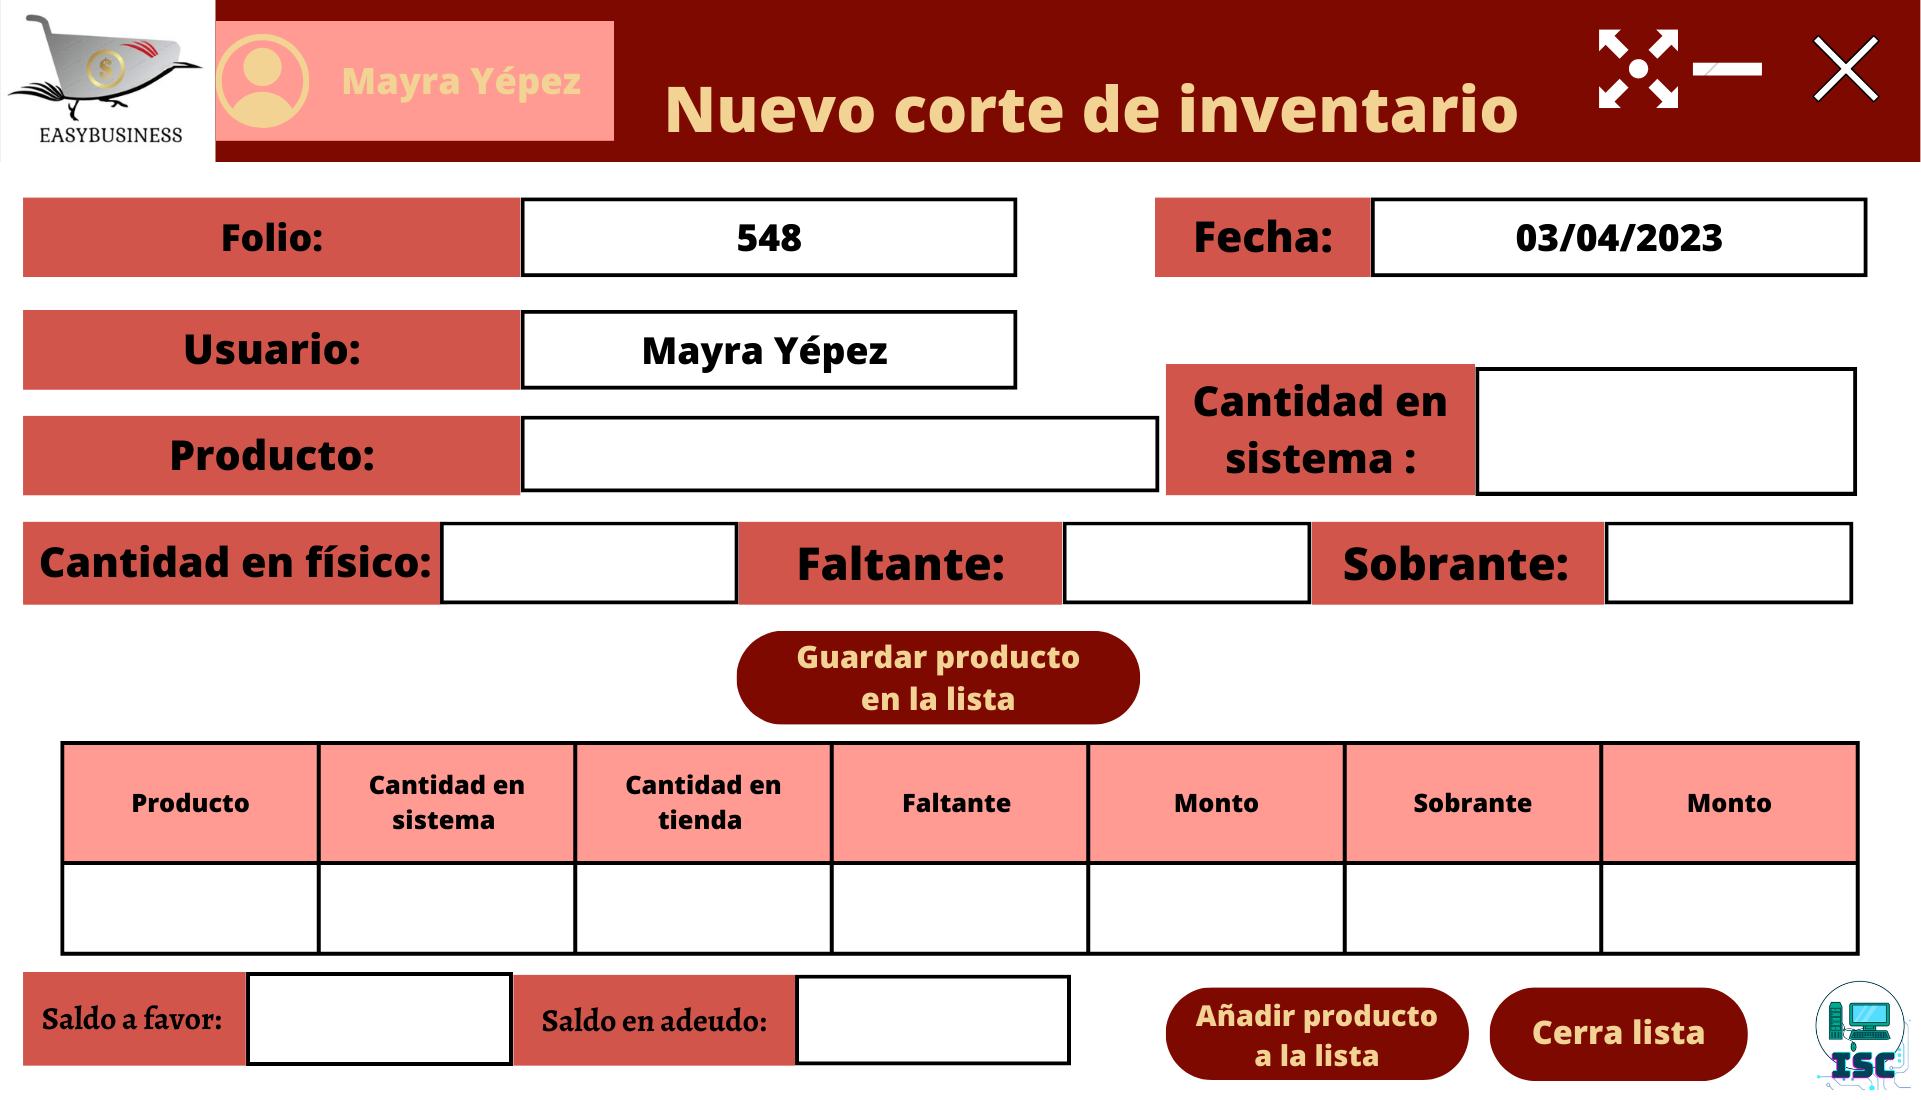 EASYBUSINESS
Mayra Yépez
Nuevo corte de inventario
Folio:
548
Fecha:
03/04/2023
Usuario:
Mayra Yépez
Producto:
Cantidad en
sistema :
Cantidad en físico:
Faltante:
Sobrante:
Guardar producto
en la lista
Producto
Cantidad en
sistema
Cantidad en
tienda
Faltante
Monto
Sobrante
Monto
Saldo a favor:
Saldo en adeudo:
Añadir producto
a la lista
Cerra lista
ISC